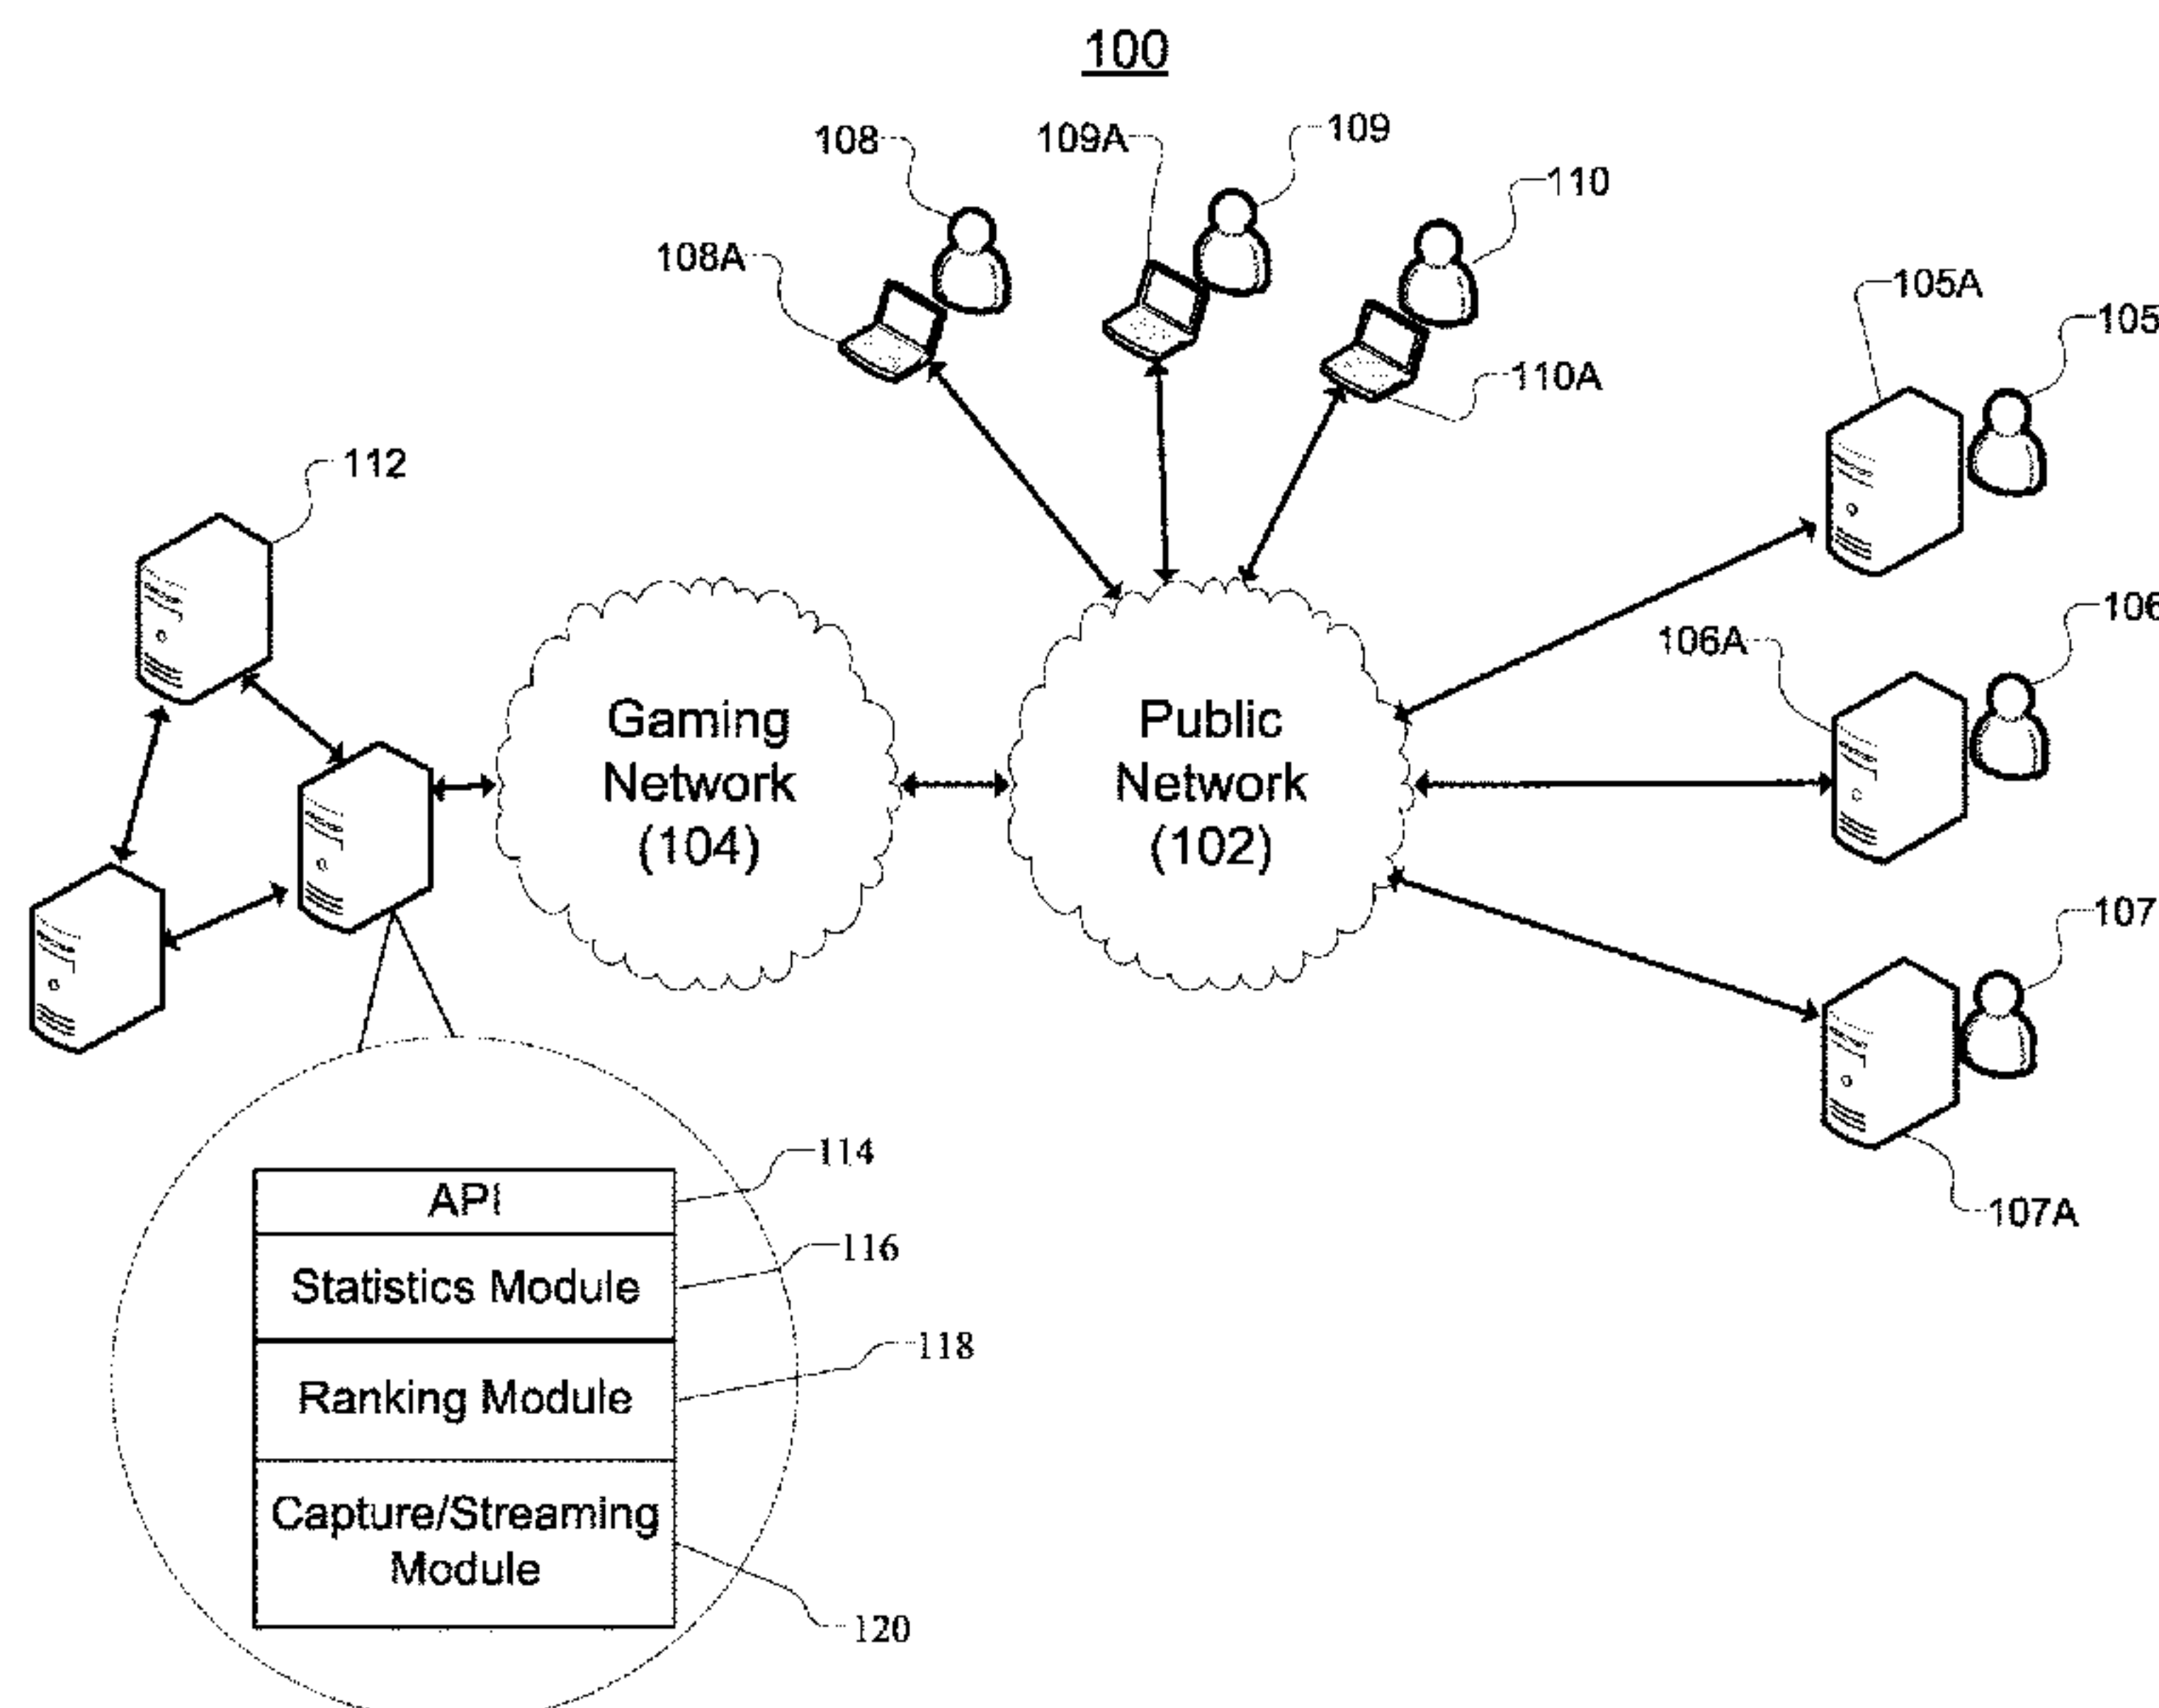 100
108
109A
109
110
108A
105A
105
110A
112
106
106A
Gaming
Network
(104)
Public
Network
(102)
107
107A
API
114
Statistics Module
116
Ranking Module
118
Capture/Streaming
Module
120